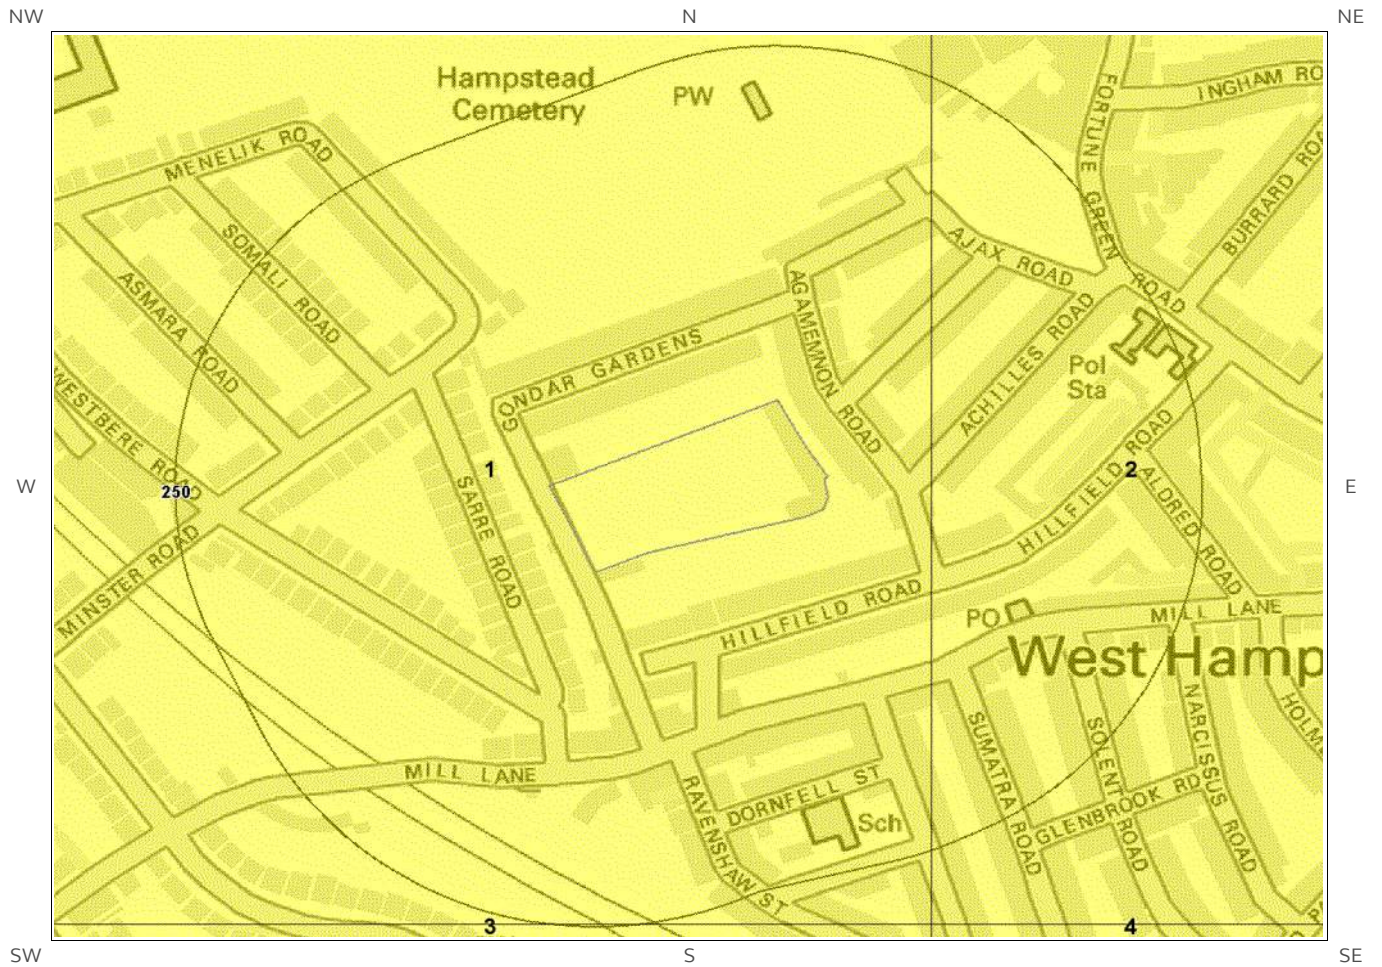 NW
N
NE
Hampstead
Cemetery
PW
INGHAM RO
FORTUNE GREEN ROAD
MENELIK ROAD
BURRARD ROA
SOMALI ROAD
AJAX ROAD
ASMARA ROAD
AGAMEMNON ROAD
GONDAR GARDENS
ACHILLES ROAD
Pol
Sta
WESTBERE ROAD
W
1
2
E
250
SARRE ROAD
HILLFIELD ROAD
ALDRED ROAD
MINSTER ROAD
HILLFIELD ROAD
PO
MILL LANE
West Hamp
SUMATRA ROAD
SOLENT ROAD
NARCISSUS ROAD
HOLM
MILL LANE
RAVENSHAW ST
DORNFELL ST
Sch
GLENBROOK RD
3
4
SW
S
SE